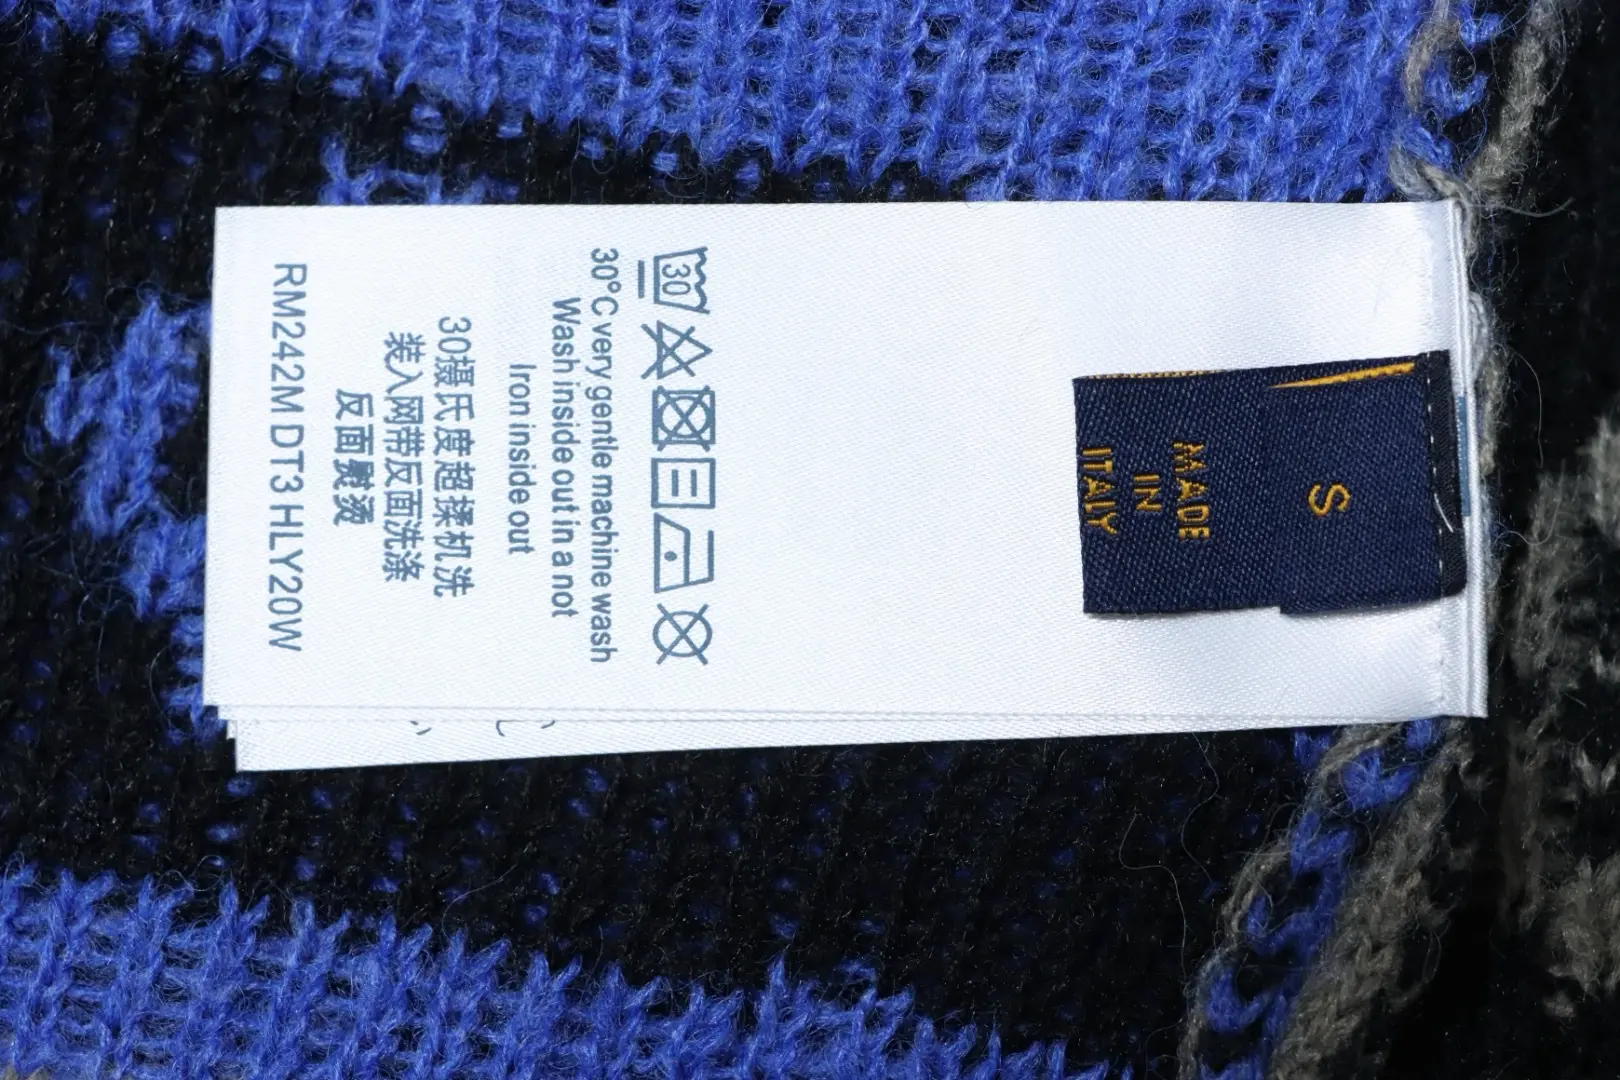 S
MADE
IN
ITALY
30
30°C very gentle machine wash
Wash inside out in a not
Iron inside out
30摄氏度超揉机洗
装入网带反面洗涤
反面熨烫
RM242M DT3 HLY20W